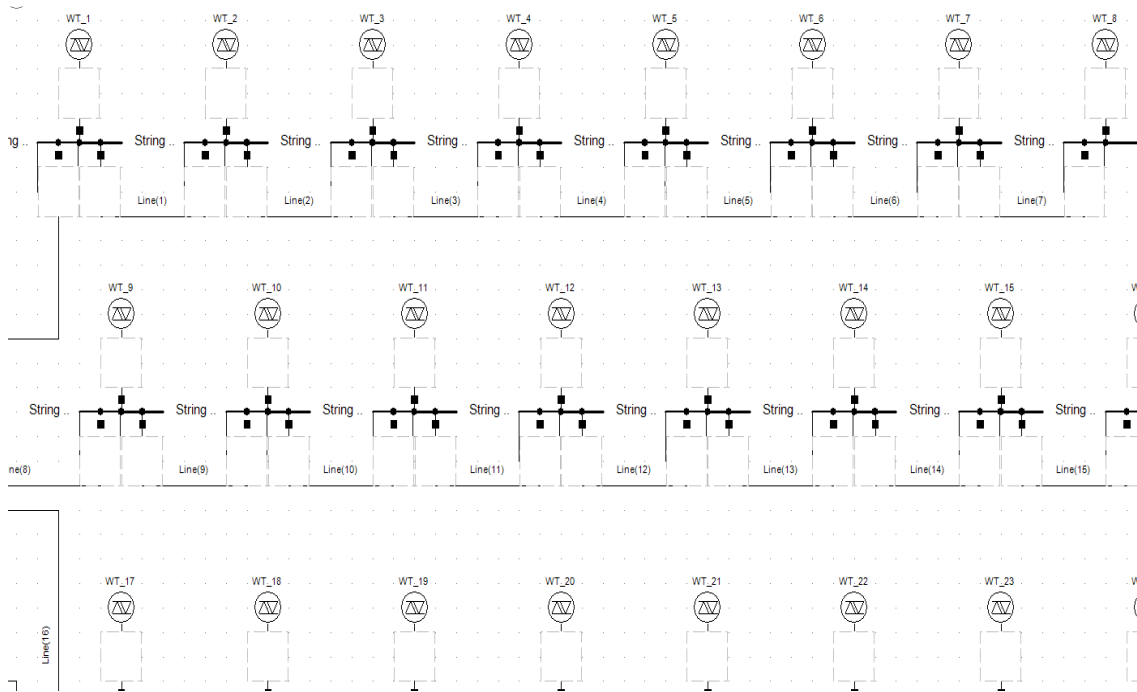 WT_1 WT_2 WT_3 WT_4 WT_5 WT_6 WT_7 WT_8
ng .. String .. String .. String .. String .. String .. String .. String ..
Line(1) Line(2) Line(3) Line(4) Line(5) Line(6) Line(7)
WT_9 WT_10 WT_11 WT_12 WT_13 WT_14 WT_15 W
String .. String .. String .. String .. String .. String .. String .. String ..
ne(8) Line(9) Line(10) Line(11) Line(12) Line(13) Line(14) Line(15)
WT_17 WT_18 WT_19 WT_20 WT_21 WT_22 WT_23 W
Line(16)